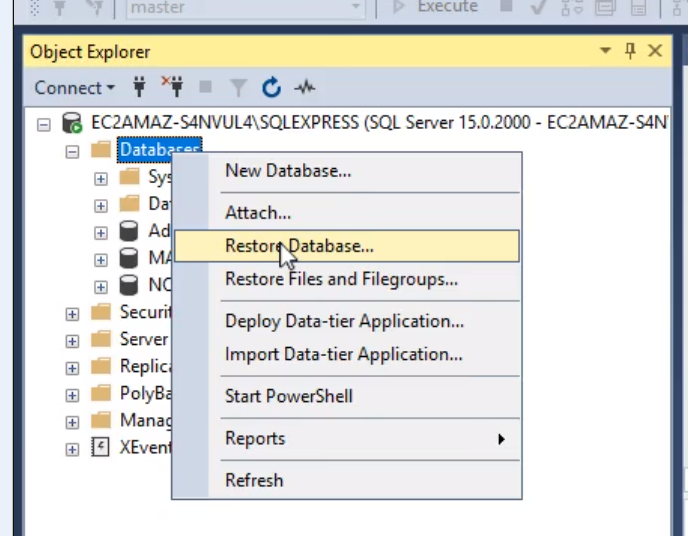 master
Execute
Object Explorer
Connect
EC2AMAZ-S4NVUL4\SQLEXPRESS (SQL Server 15.0.2000 - EC2AMAZ-S4N
Databases
New Database...
Sys
Attach...
Da
Ad
Restore Database...
MA
Restore Files and Filegroups...
NO
Securit
Deploy Data-tier Application...
Server
Import Data-tier Application...
Replica
PolyBa
Start PowerShell
Manag
Reports
XEvent
Refresh